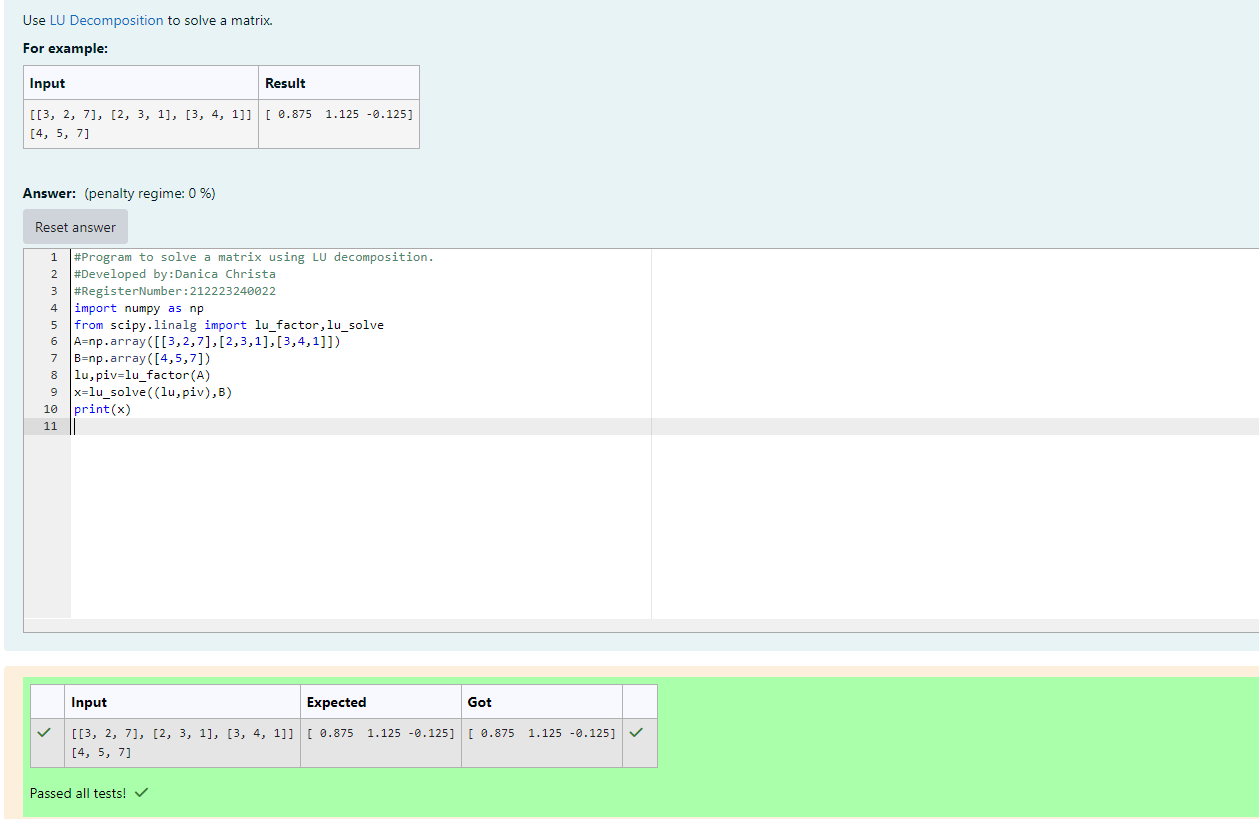 Use LU Decomposition to solve a matrix.
For example:
Input Result
[[3, 2, 7], [2, 3, 1], [3, 4, 1]] [ 0.875  1.125 -0.125]
[4, 5, 7]
Answer: (penalty regime: 0 %)
Reset answer
1 #Program to solve a matrix using LU decomposition.
2 #Developed by:Danica Christa
3 #RegisterNumber:212223240022
4 import numpy as np
5 from scipy.linalg import lu_factor,lu_solve
6 A=np.array([[3,2,7],[2,3,1],[3,4,1]])
7 B=np.array([4,5,7])
8 lu,piv=lu_factor(A)
9 x=lu_solve((lu,piv),B)
10 print(x)
11
Input Expected Got
[[3, 2, 7], [2, 3, 1], [3, 4, 1]] [ 0.875  1.125 -0.125] [ 0.875  1.125 -0.125]
[4, 5, 7]
Passed all tests!